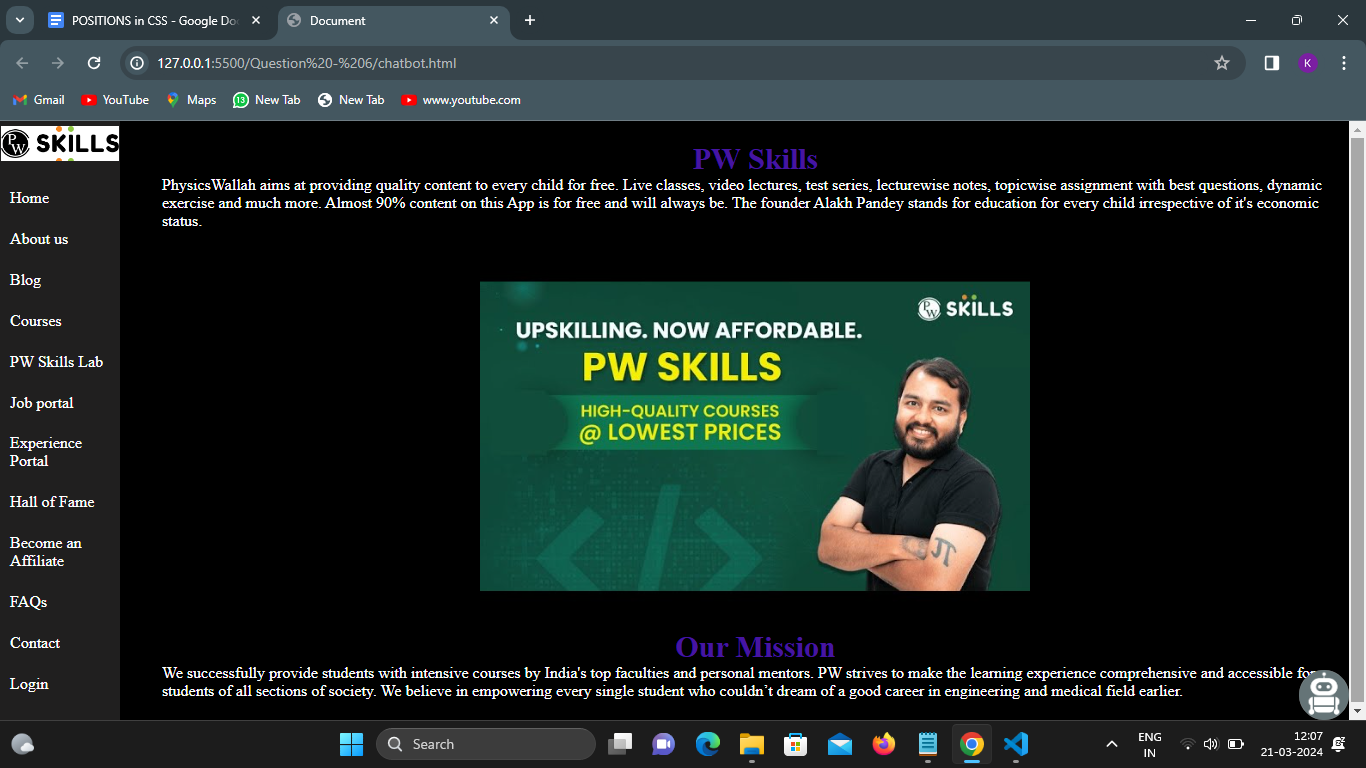 POSITIONS in CSS - Google Do
Document
127.0.0.1:5500/Question%20-%206/chatbot.html
K
Gmail
YouTube
Maps
13
New Tab
New Tab
www.youtube.com
PW SKILLS
Home
About us
Blog
Courses
PW Skills Lab
Job portal
Experience
Portal
Hall of Fame
Become an
Affiliate
FAQs
Contact
Login
PW Skills
PhysicsWallah aims at providing quality content to every child for free. Live classes, video lectures, test series, lecturewise notes, topicwise assignment with best questions, dynamic
exercise and much more. Almost 90% content on this App is for free and will always be. The founder Alakh Pandey stands for education for every child irrespective of it's economic
status.
PW SKILLS
UPSKILLING. NOW AFFORDABLE.
PW SKILLS
HIGH-QUALITY COURSES
@ LOWEST PRICES
</>
π
Our Mission
We successfully provide students with intensive courses by India's top faculties and personal mentors. PW strives to make the learning experience comprehensive and accessible for
students of all sections of society. We believe in empowering every single student who couldn’t dream of a good career in engineering and medical field earlier.
Search
ENG
IN
12:07
21-03-2024